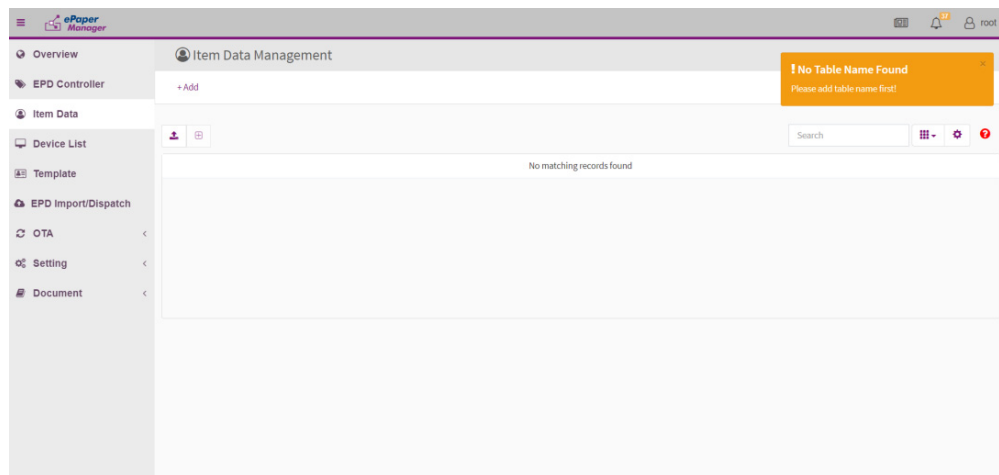 ePaper
Manager
root
Overview
Item Data Management
! No Table Name Found
Please add table name first!
EPD Controller
+ Add
Item Data
Device List
Search
Template
No matching records found
EPD Import/Dispatch
OTA
Setting
Document